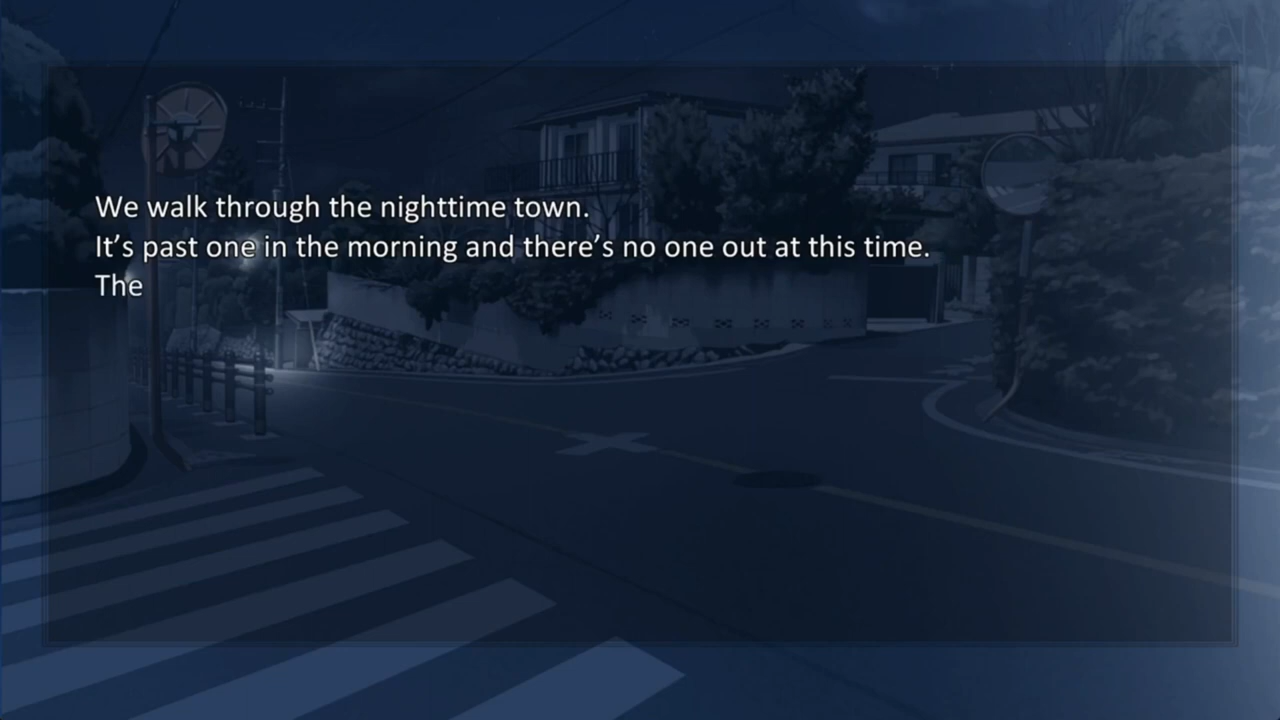 We walk through the nighttime town.
It’s past one in the morning and there’s no one out at this time.
The